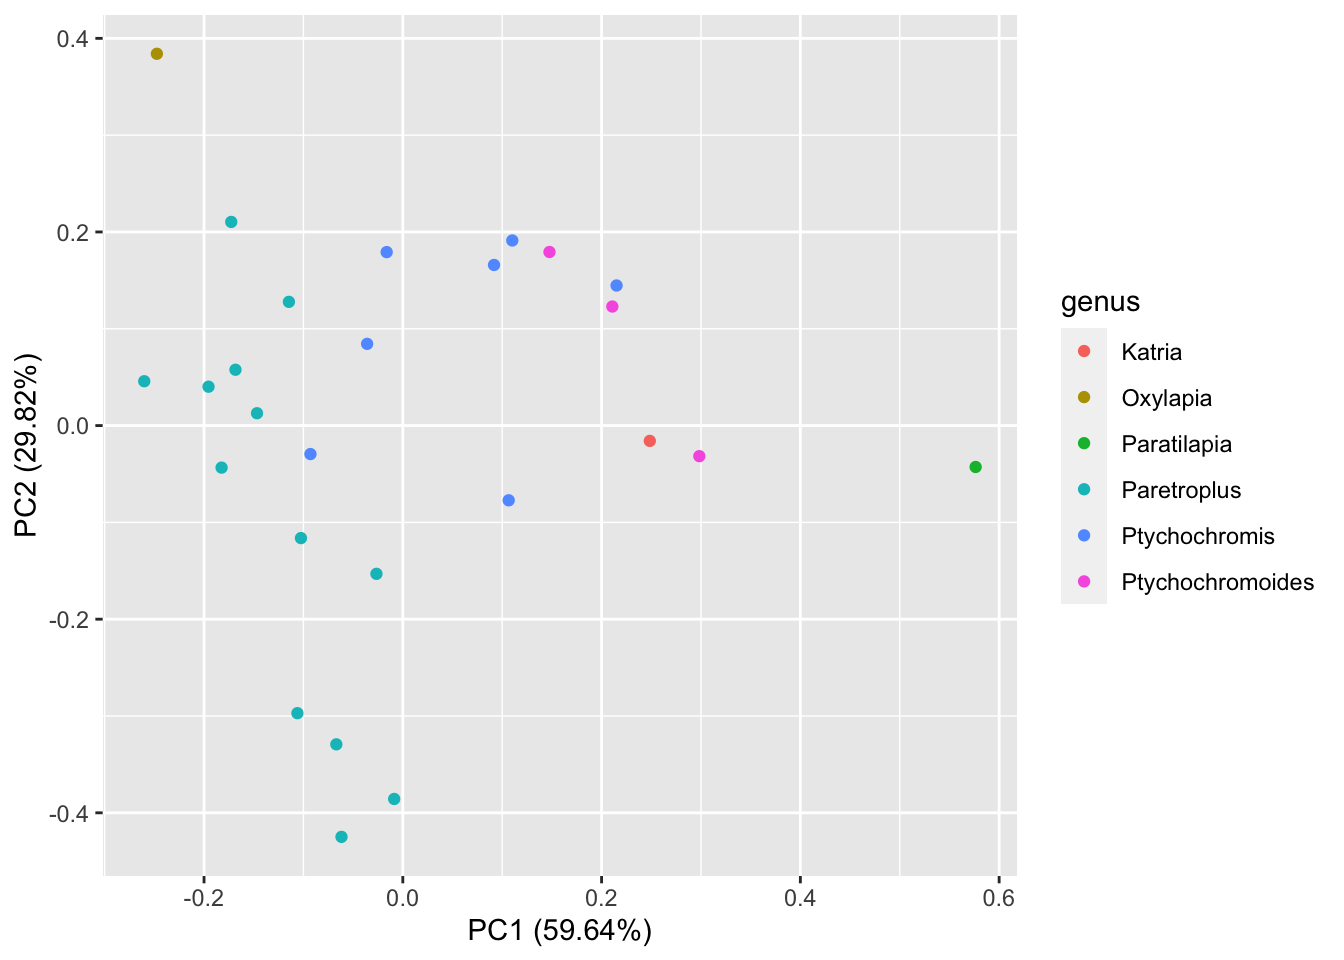 0.4
0.2
0.0
-0.2
-0.4
PC2 (29.82%)
-0.2
0.0
0.2
0.4
0.6
PC1 (59.64%)
genus
Katria
Oxylapia
Paratilapia
Paretroplus
Ptychochromis
Ptychochromoides